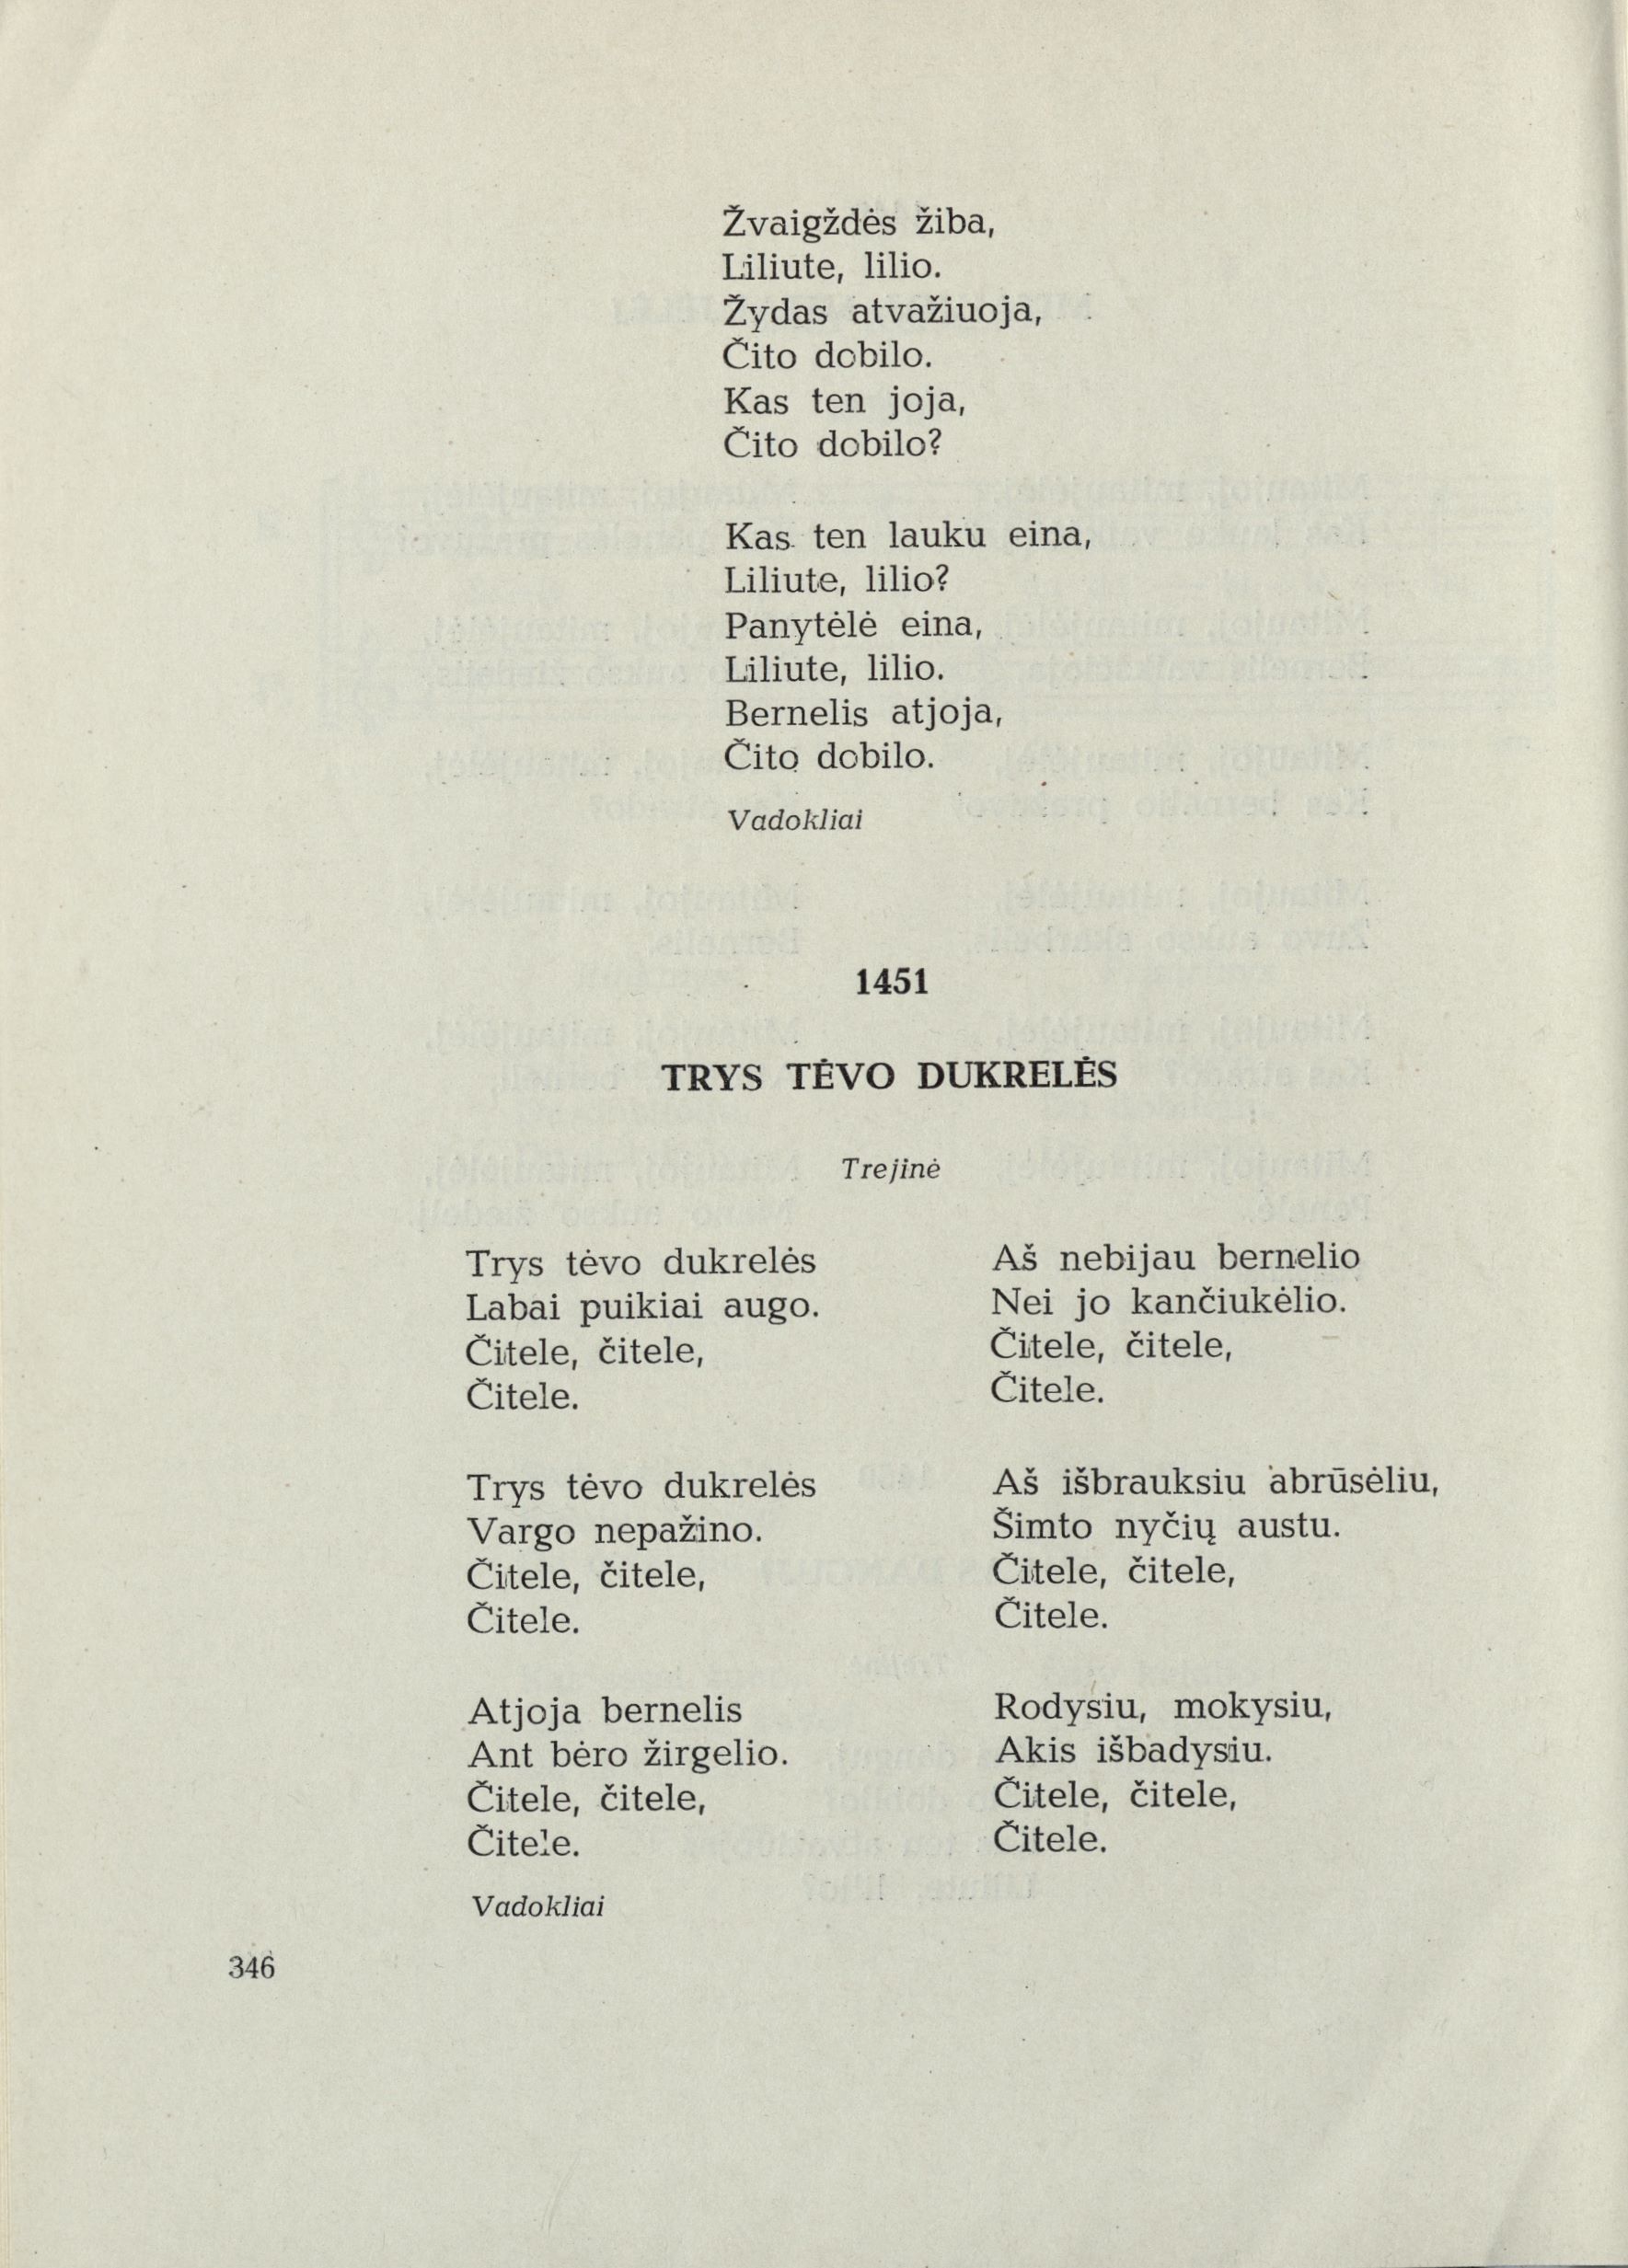 Žvaigždės žiba,
Liliute, lilio.
Žydas atvažiuoja,
Čito dobilo.
Kas ten joja,
Čito dobilo?
Kas ten lauku eina,
Liliute, lilio?
Panytėlė eina,
Liliute, lilio.
Bernelis atjoja,
Čito dobilo.
Vadokliai
1451
TRYS TĖVO DUKRELĖS
Trejinė
Trys tėvo dukrelės
Labai puikiai augo.
Čitele, čitele,
Čitele.
Trys tėvo dukrelės
Vargo nepažino.
Čitele, čitele,
Čitele.
Atjoja bernelis
Ant bėro žirgelio.
Čitele, čitele,
Čitele.
Aš nebijau bernelio
Nei jo kančiukėlio.
Čitele, čitele,
Čitele.
Aš išbrauksiu abrūsėliu,
Šimto nyčių austu.
Čitele, čitele,
Čitele.
Rodysiu, mokysiu,
Akis išbadysiu.
Čitele, čitele,
Čitele.
Vadokliai
346